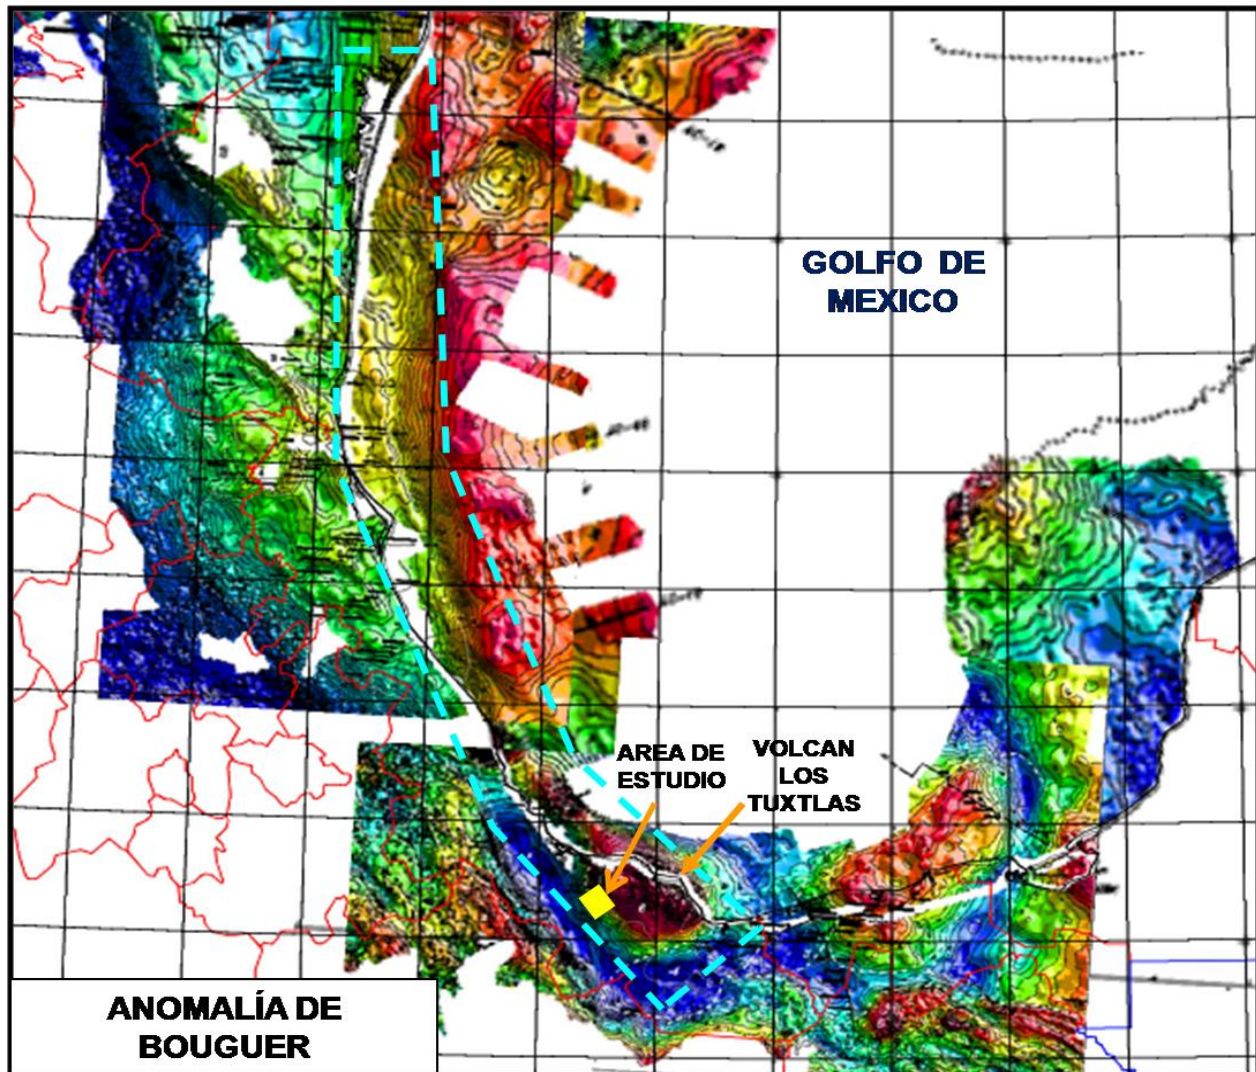 GOLFO DE
MEXICO
AREA DE
ESTUDIO
VOLCAN
LOS
TUXTLAS
ANOMALÍA DE
BOUGUER